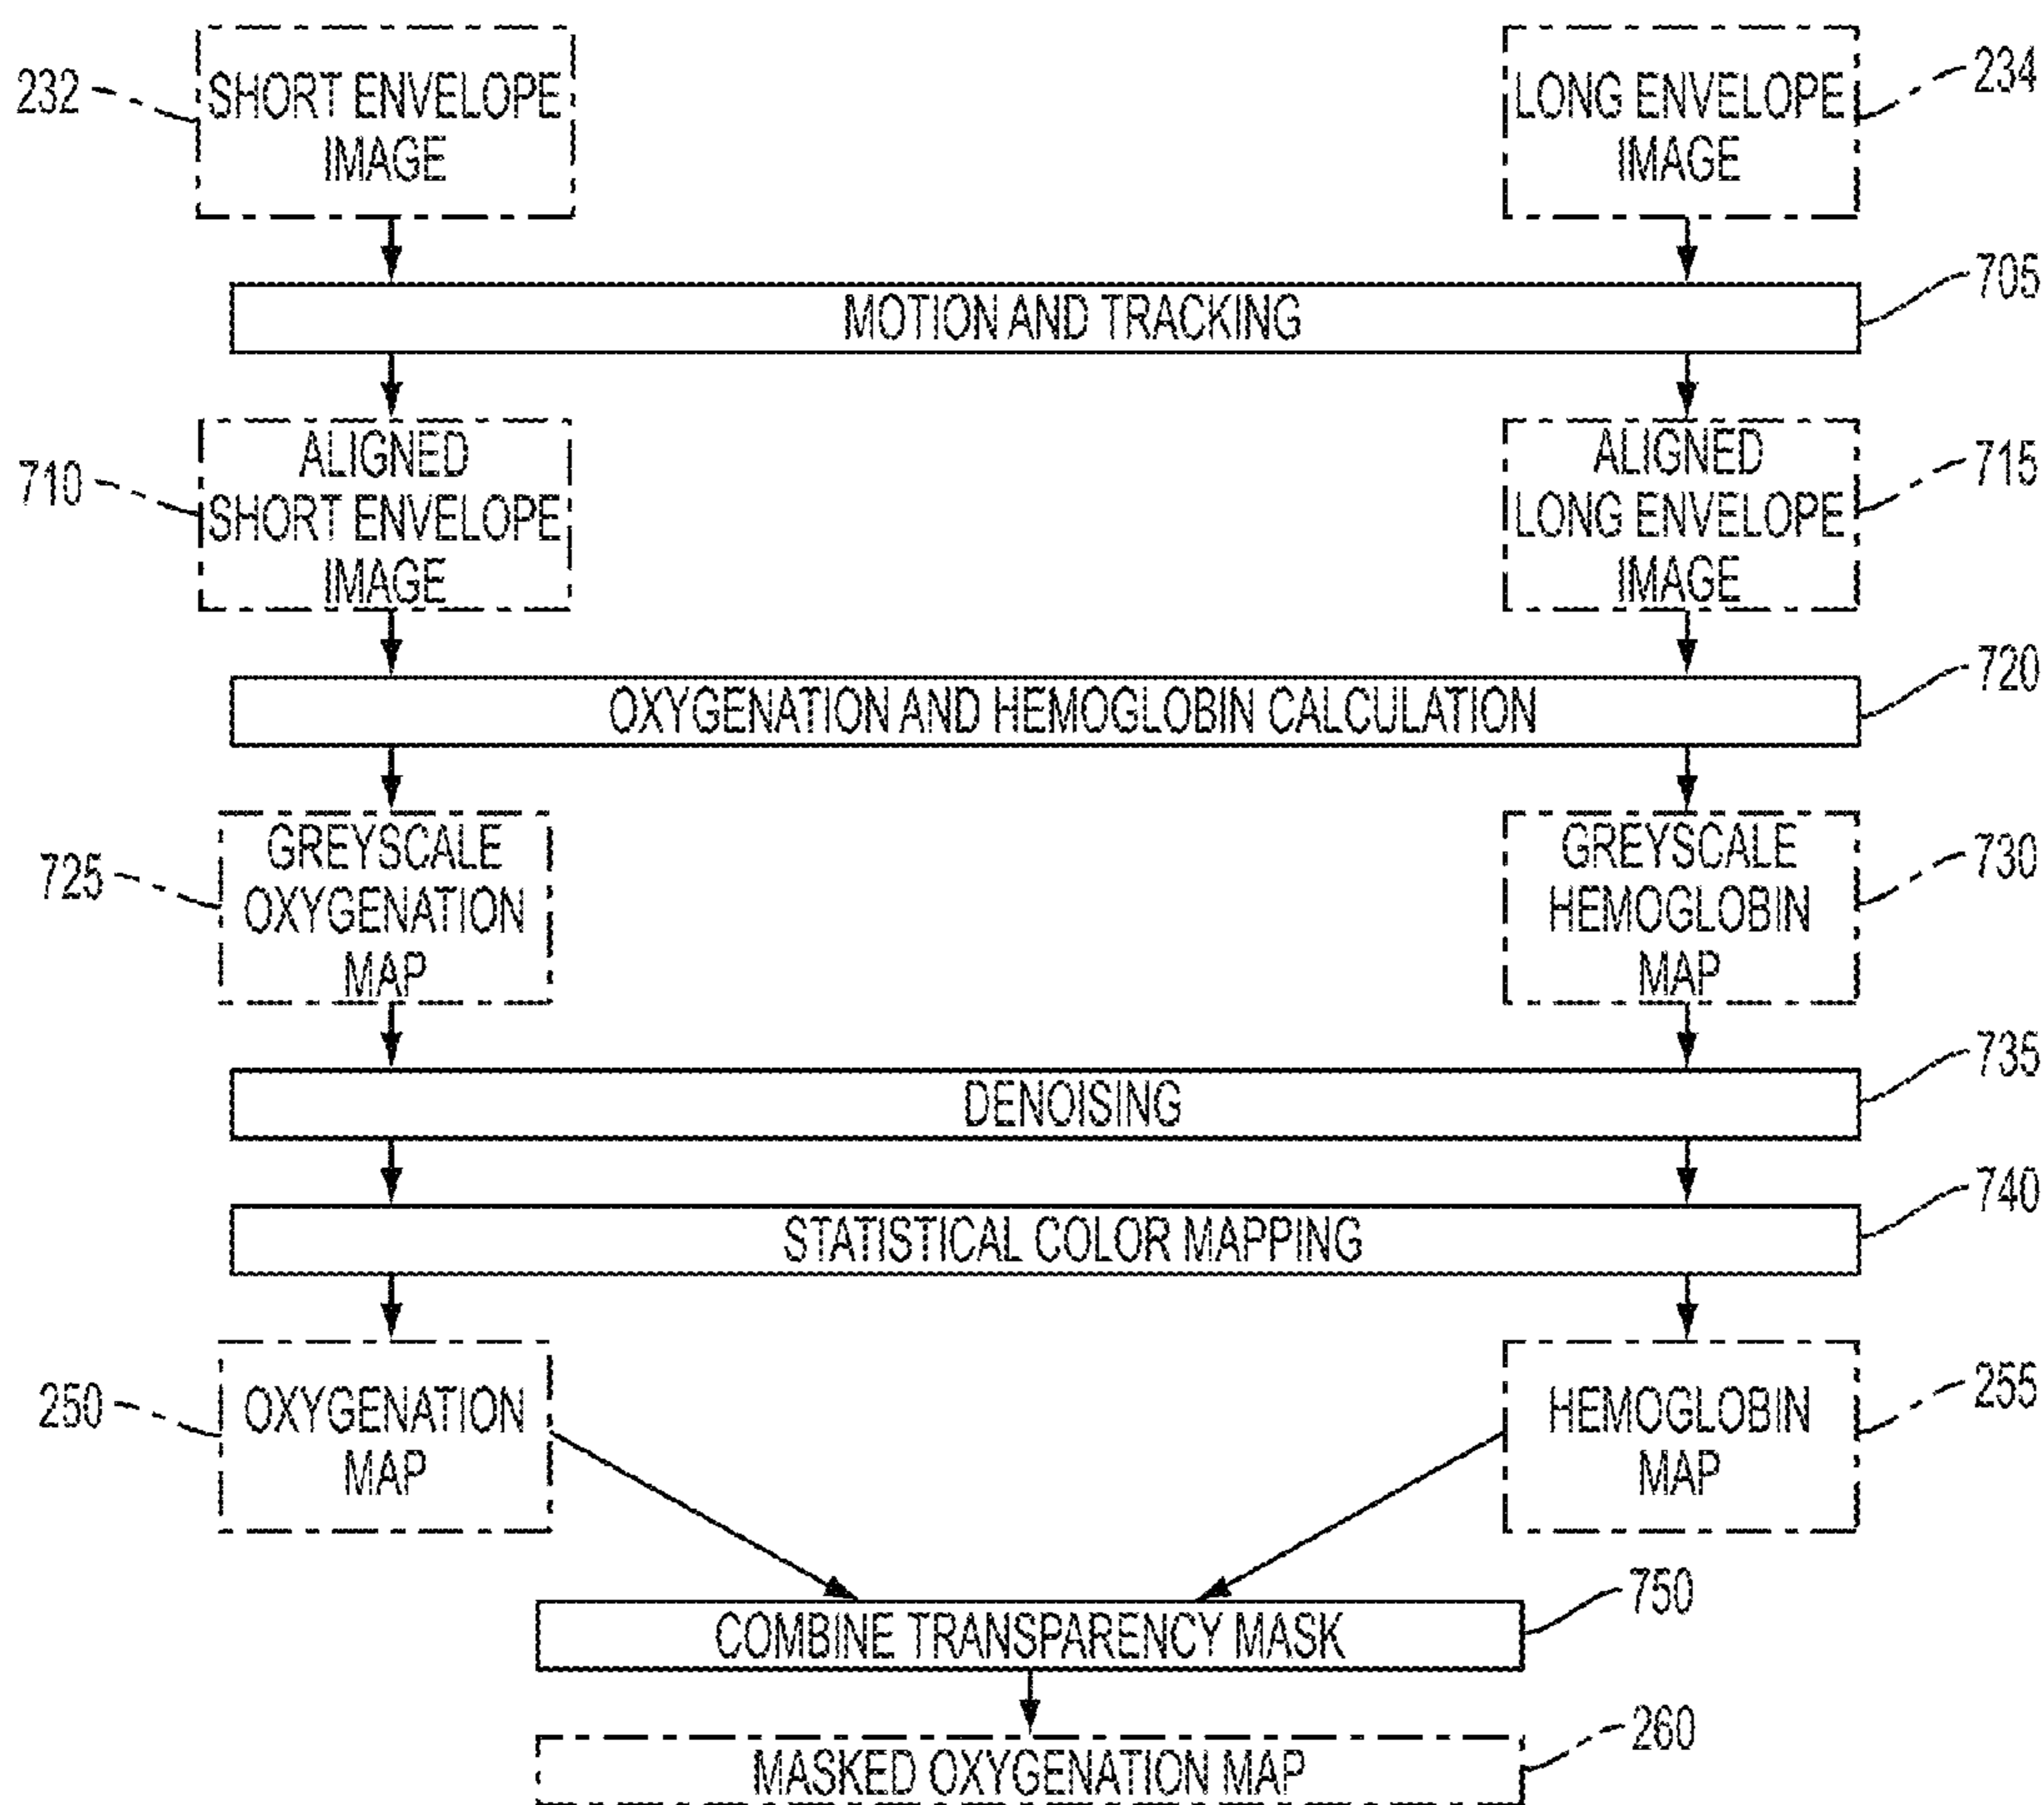 232
SHORT ENVELOPE
IMAGE
LONG ENVELOPE
IMAGE
234
MOTION AND TRACKING
705
710
ALIGNED
SHORT ENVELOPE
IMAGE
ALIGNED
LONG ENVELOPE
IMAGE
715
OXYGENATION AND HEMOGLOBIN CALCULATION
720
725
GREYSCALE
OXYGENATION
MAP
GREYSCALE
HEMOGLOBIN
MAP
730
DENOISING
735
STATISTICAL COLOR MAPPING
740
250
OXYGENATION
MAP
HEMOGLOBIN
MAP
255
COMBINE TRANSPARENCY MASK
750
MASKED OXYGENATION MAP
260